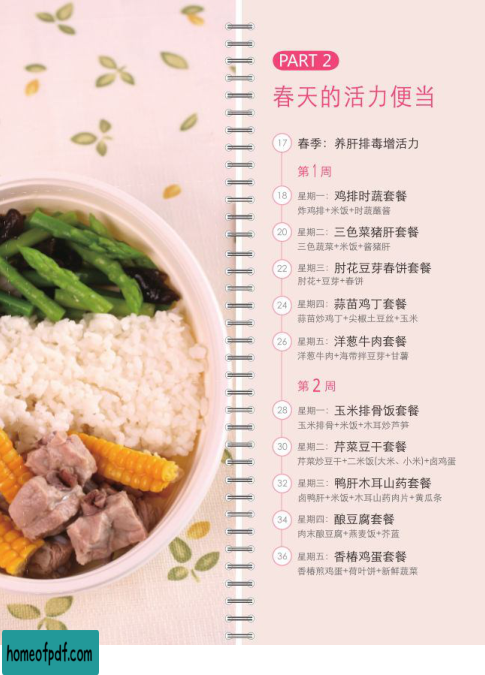 PART 2
春天的活力便当
17 春季：养肝排毒增活力
第1周
18 星期一：鸡排时蔬套餐
炸鸡排+米饭+时蔬蘸酱
20 星期二：三色菜猪肝套餐
三色蔬菜+米饭+酱猪肝
22 星期三：肘花豆芽春饼套餐
肘花+豆芽+春饼
24 星期四：蒜苗鸡丁套餐
蒜苗炒鸡丁+尖椒土豆丝+玉米
26 星期五：洋葱牛肉套餐
洋葱牛肉+海带拌豆芽+甘薯
第2周
28 星期一：玉米排骨饭套餐
玉米排骨+米饭+木耳炒芦笋
30 星期二：芹菜豆干套餐
芹菜炒豆干+二米饭(大米、小米)+卤鸡蛋
32 星期三：鸭肝木耳山药套餐
卤鸭肝+米饭+木耳山药肉片+黄瓜条
34 星期四：酿豆腐套餐
肉末酿豆腐+燕麦饭+芥蓝
36 星期五：香椿鸡蛋套餐
香椿煎鸡蛋+荷叶饼+新鲜蔬菜
homeofpdf.com